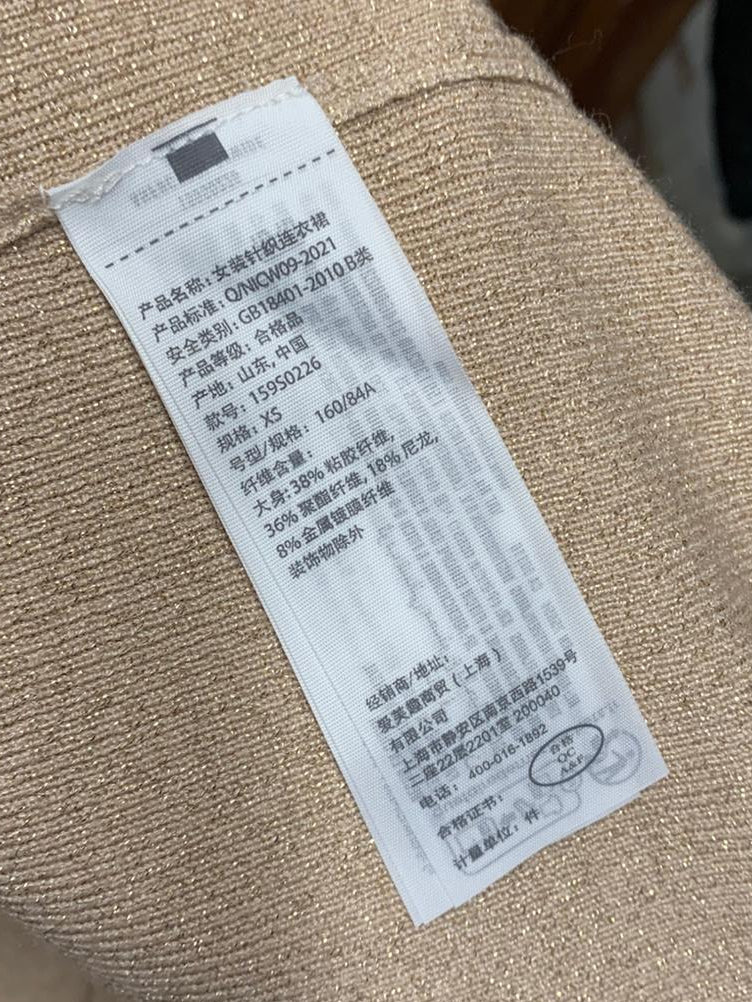 产品名称：女装针织连衣裙
产品标准：Q/NICW09-2021
安全类别：GB18401-2010 B类
产品等级：合格品
产地：山东, 中国
款号：159S0226
规格：XS
号型/规格：160/84A
纤维含量：
大身: 38% 粘胶纤维,
36% 聚酯纤维, 18% 尼龙,
8% 金属镀膜纤维
装饰物除外
经销商/地址：
爱芙趣商贸（上海）
有限公司
上海市静安区南京西路1539号
二座22层2201室 200040
电话：400-016-1892
合格证书：
合格
QC
A&F
计量单位：件